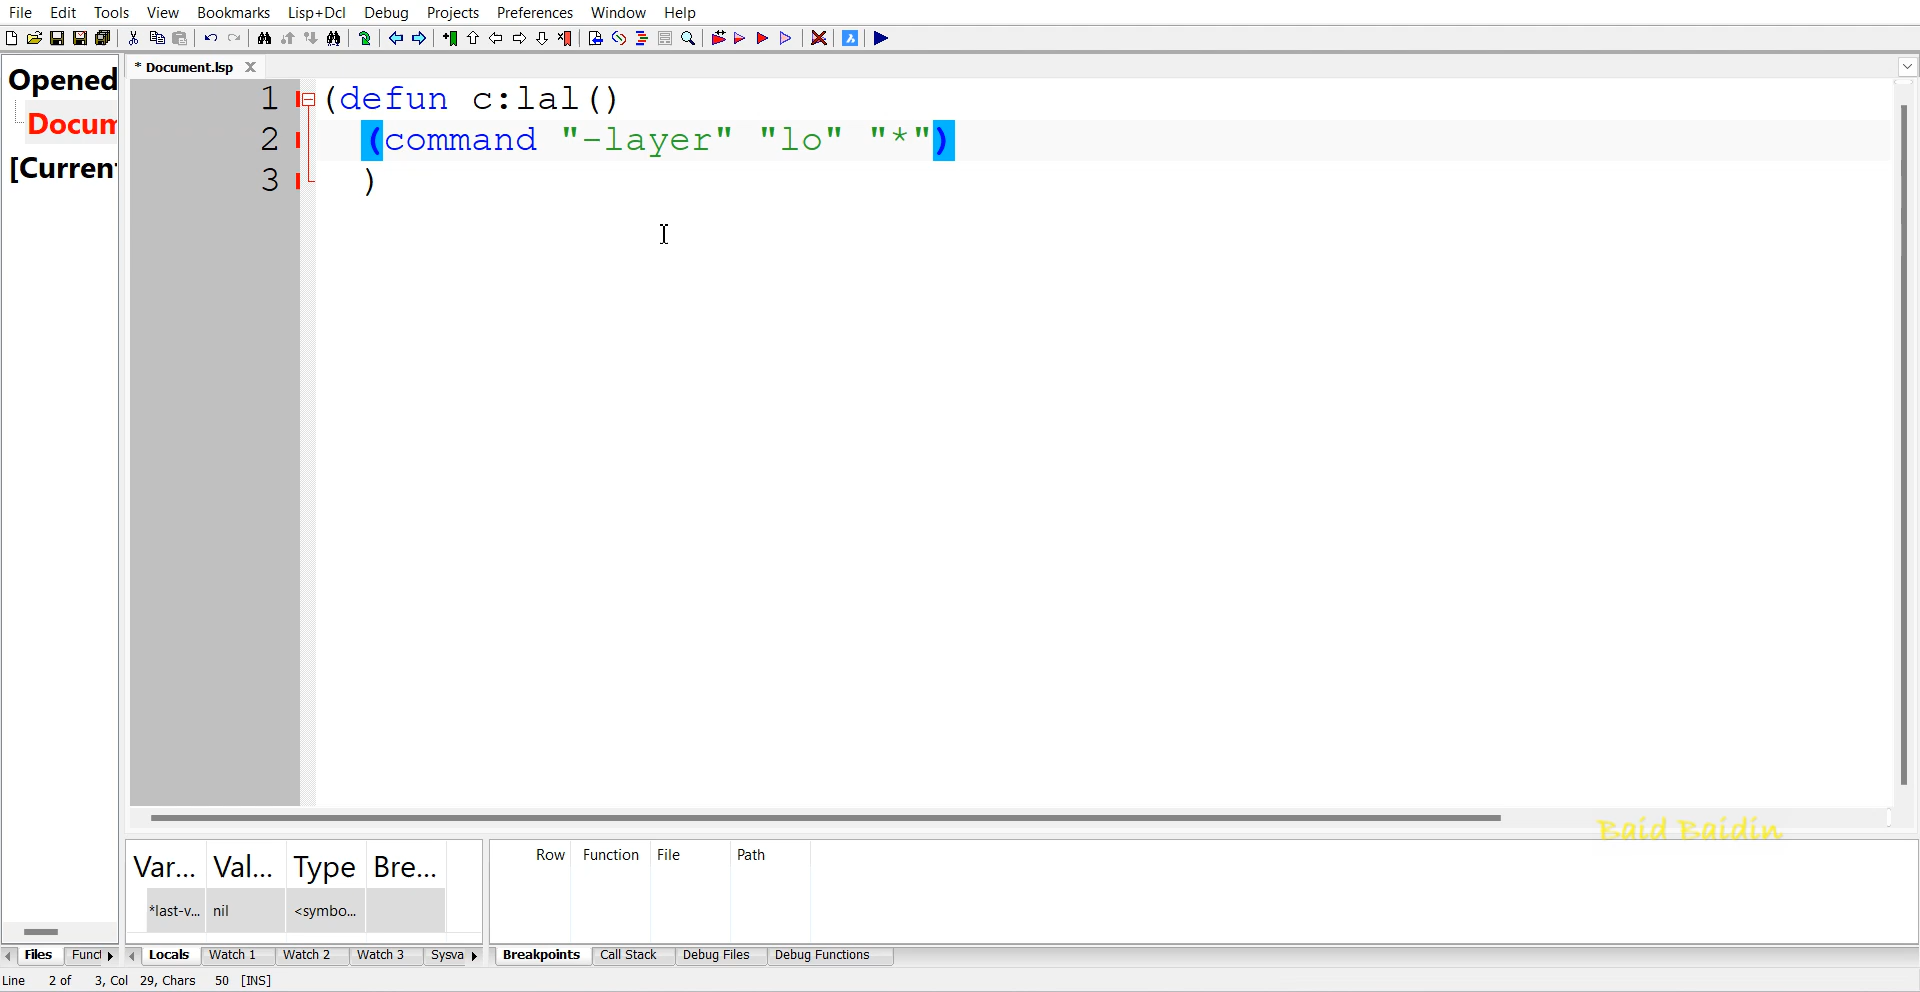 File Edit Tools View Bookmarks Lisp+Dcl Debug Projects Preferences Window Help
* Document.lsp
Opened
Docum
[Current
1 (defun c:lal()
2 (command "-layer" "lo" "*")
3 )
Baid Baidin
Var... Val... Type Bre...
*last-v... nil <symbo...
Row Function File Path
Files Funct Locals Watch 1 Watch 2 Watch 3 Sysva Breakpoints Call Stack Debug Files Debug Functions
Line 2 of 3, Col 29, Chars 50 [INS]